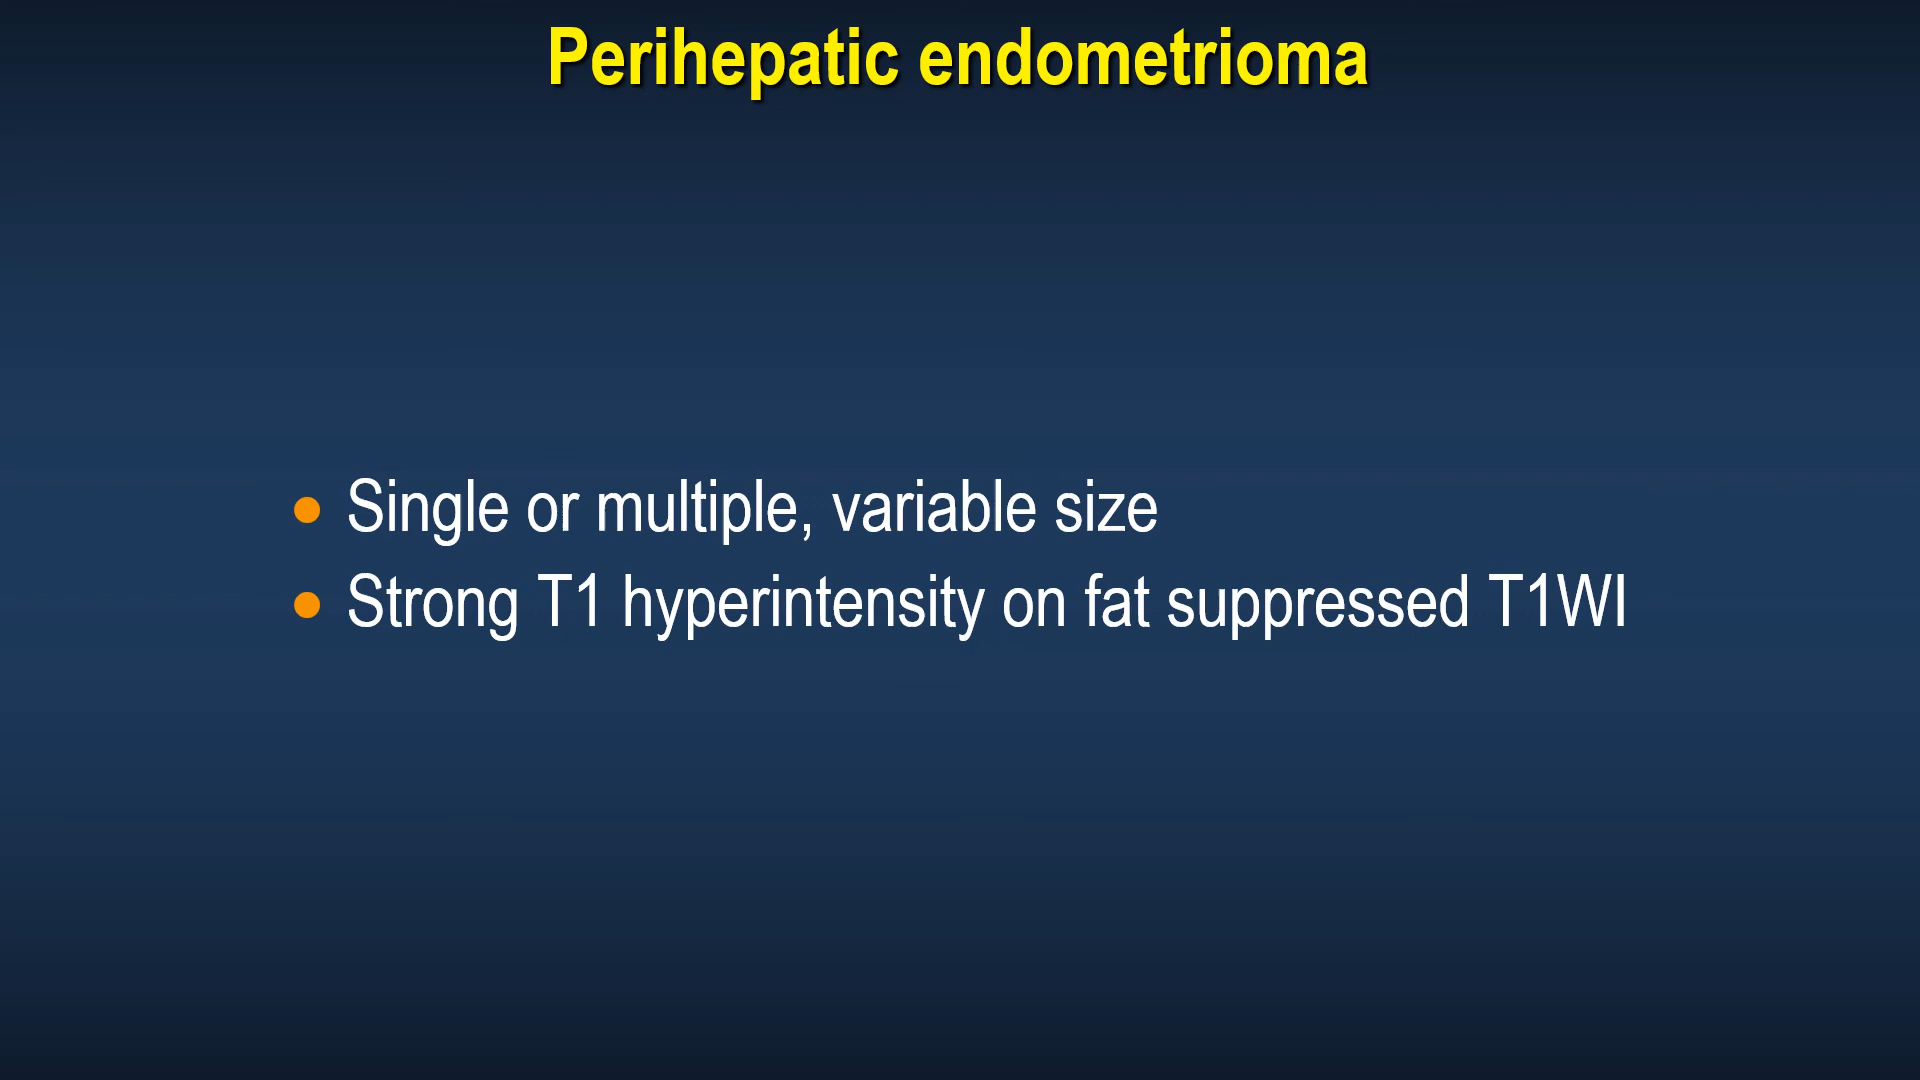 Perihepatic endometrioma
• Single or multiple, variable size
• Strong T1 hyperintensity on fat suppressed T1WI